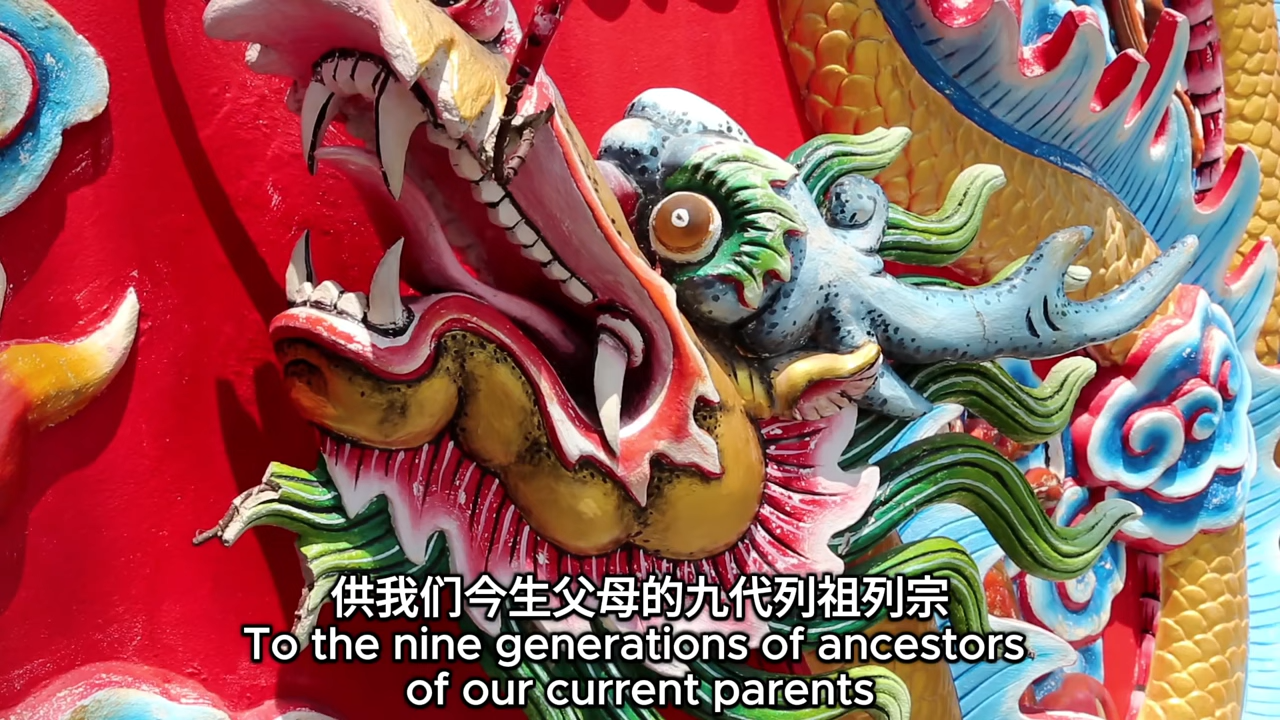 供我们今生父母的九代列祖列宗
To the nine generations of ancestors
of our current parents